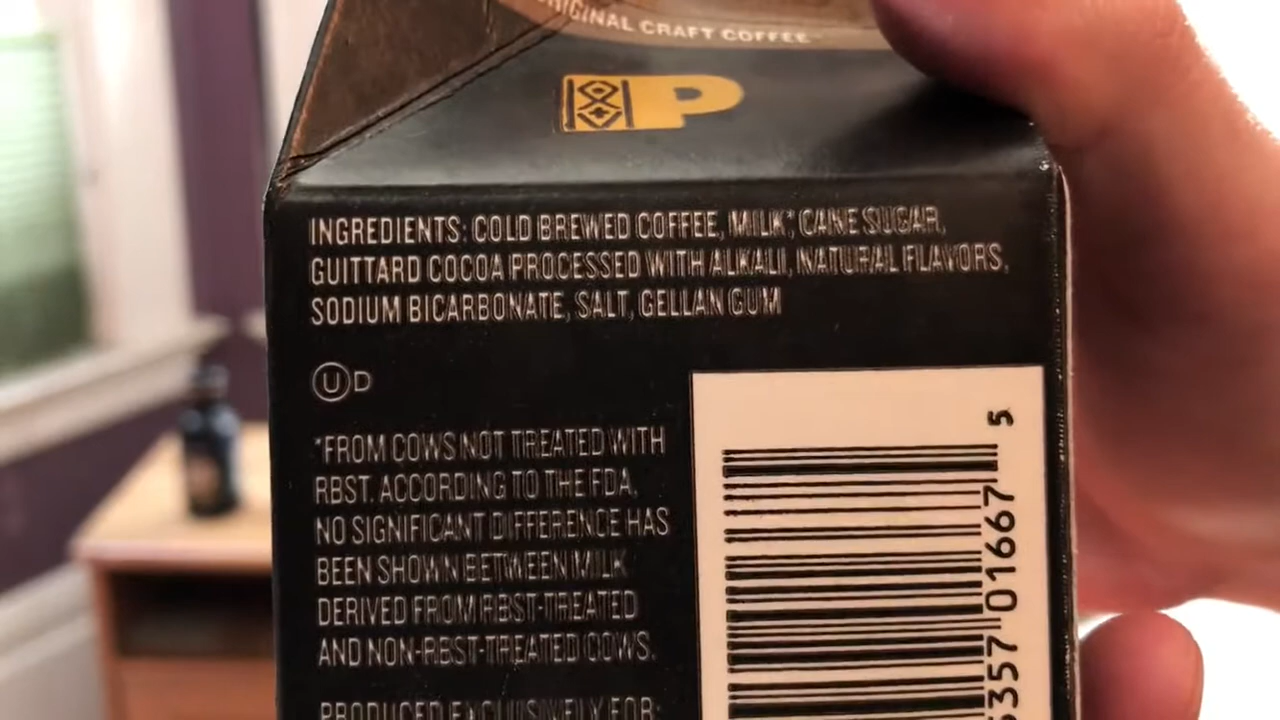 ORIGINAL CRAFT COFFEE™
P
INGREDIENTS: COLD BREWED COFFEE, MILK*, CANE SUGAR,
GUITTARD COCOA PROCESSED WITH ALKALI, NATURAL FLAVORS,
SODIUM BICARBONATE, SALT, GELLAN GUM
U D
*FROM COWS NOT TREATED WITH
RBST. ACCORDING TO THE FDA,
NO SIGNIFICANT DIFFERENCE HAS
BEEN SHOWN BETWEEN MILK
DERIVED FROM RBST-TREATED
AND NON-RBST-TREATED COWS.
PRODUCED EXCLUSIVELY FOR:
5
357 01667